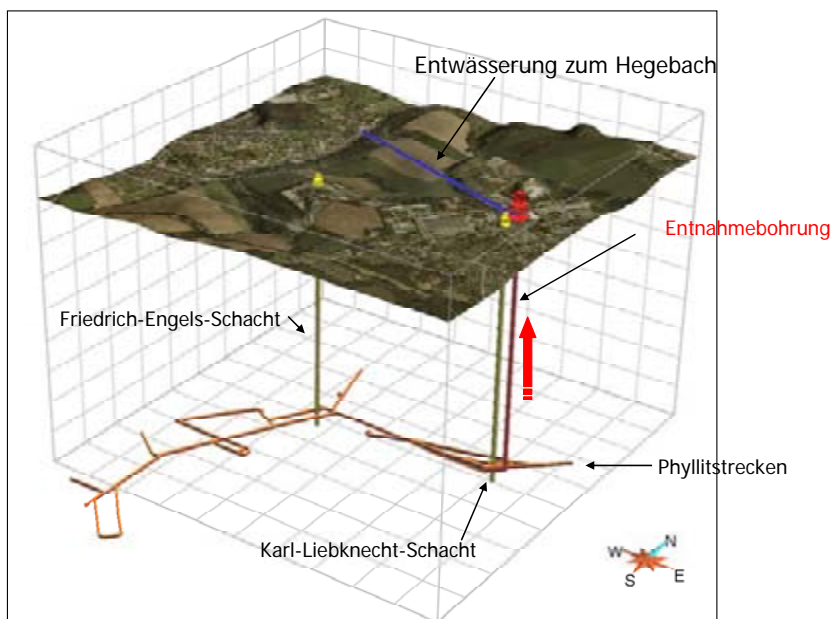 Entwässerung zum Hegebach
Entnahmebohrung
Friedrich-Engels-Schacht
Phyllitstrecken
Karl-Liebknecht-Schacht
W
N
S
E